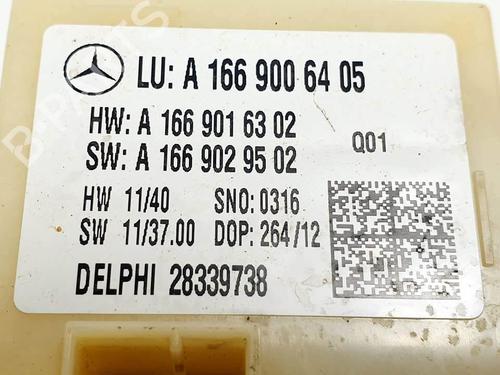 LU: A 166 900 64 05
HW: A 166 901 63 02
SW: A 166 902 95 02
Q01
HW 11/40 SNO: 0316
SW 11/37.00 DOP: 264/12
DELPHI 28339738
B-PARTS